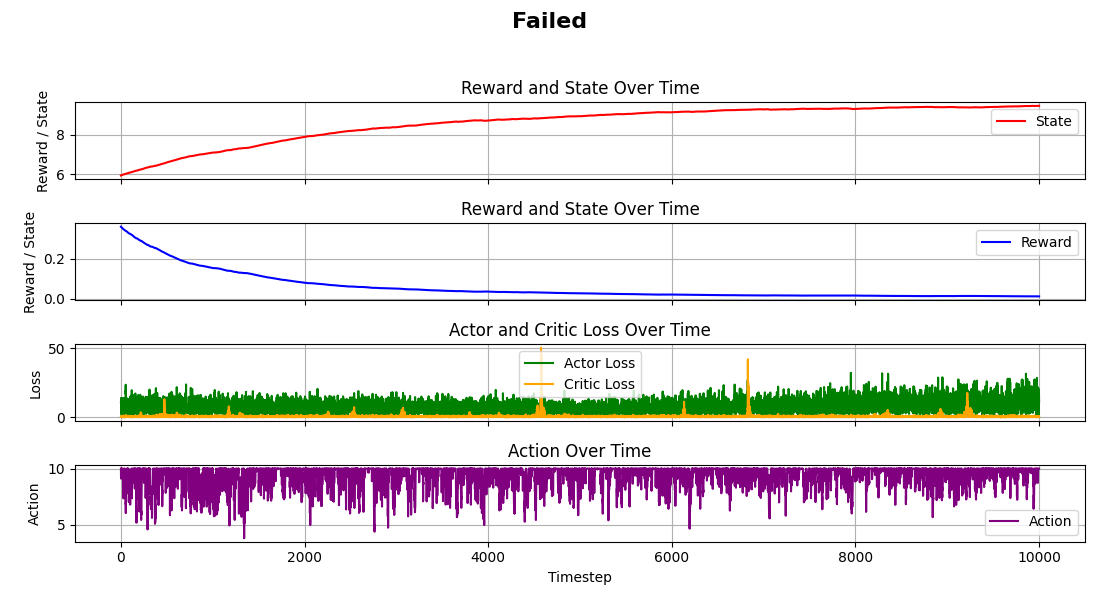 Failed
Reward and State Over Time
Reward / State
8
6
State
Reward and State Over Time
Reward / State
0.2
0.0
Reward
Actor and Critic Loss Over Time
Loss
50
0
Actor Loss
Critic Loss
Action Over Time
Action
10
5
Action
0 2000 4000 6000 8000 10000
Timestep